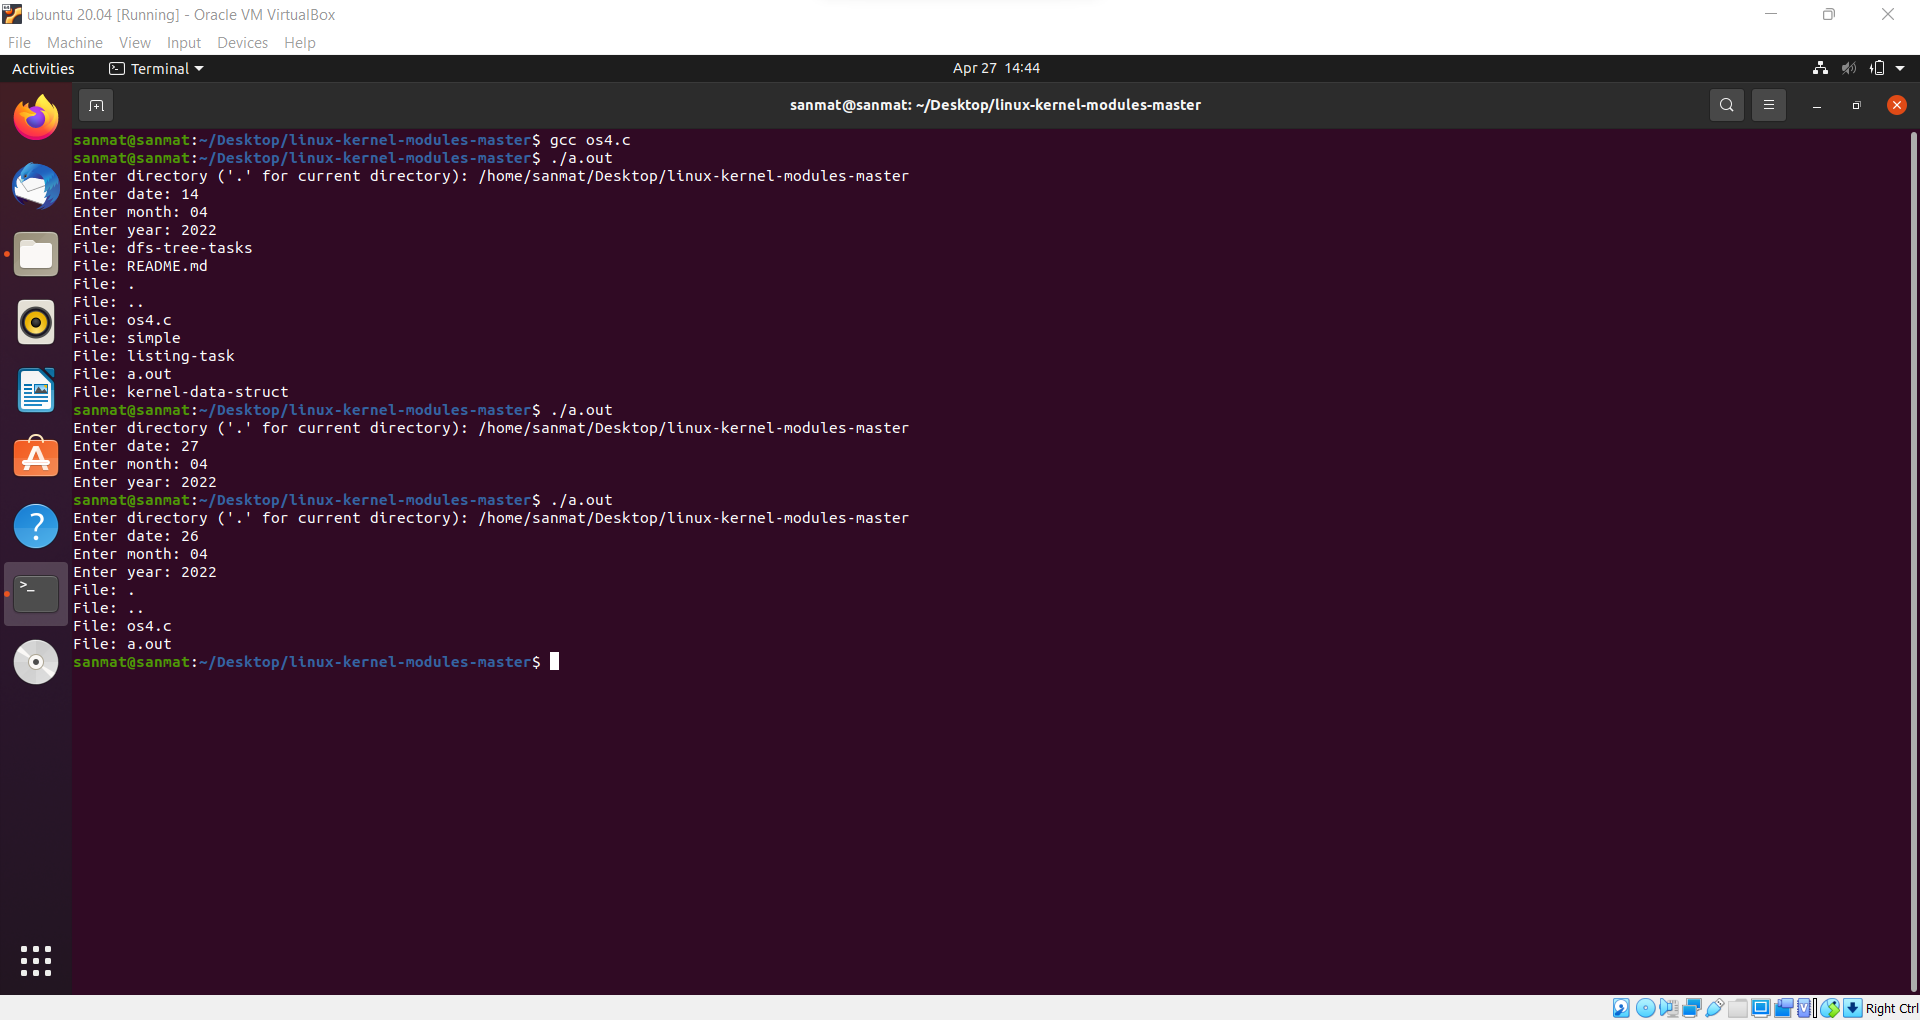 ubuntu 20.04 [Running] - Oracle VM VirtualBox
File Machine View Input Devices Help
Activities Terminal Apr 27 14:44
sanmat@sanmat: ~/Desktop/linux-kernel-modules-master
sanmat@sanmat:~/Desktop/linux-kernel-modules-master$ gcc os4.c
sanmat@sanmat:~/Desktop/linux-kernel-modules-master$ ./a.out
Enter directory ('.' for current directory): /home/sanmat/Desktop/linux-kernel-modules-master
Enter date: 14
Enter month: 04
Enter year: 2022
File: dfs-tree-tasks
File: README.md
File: .
File: ..
File: os4.c
File: simple
File: listing-task
File: a.out
File: kernel-data-struct
sanmat@sanmat:~/Desktop/linux-kernel-modules-master$ ./a.out
Enter directory ('.' for current directory): /home/sanmat/Desktop/linux-kernel-modules-master
Enter date: 27
Enter month: 04
Enter year: 2022
sanmat@sanmat:~/Desktop/linux-kernel-modules-master$ ./a.out
Enter directory ('.' for current directory): /home/sanmat/Desktop/linux-kernel-modules-master
Enter date: 26
Enter month: 04
Enter year: 2022
File: .
File: ..
File: os4.c
File: a.out
sanmat@sanmat:~/Desktop/linux-kernel-modules-master$
Right Ctrl